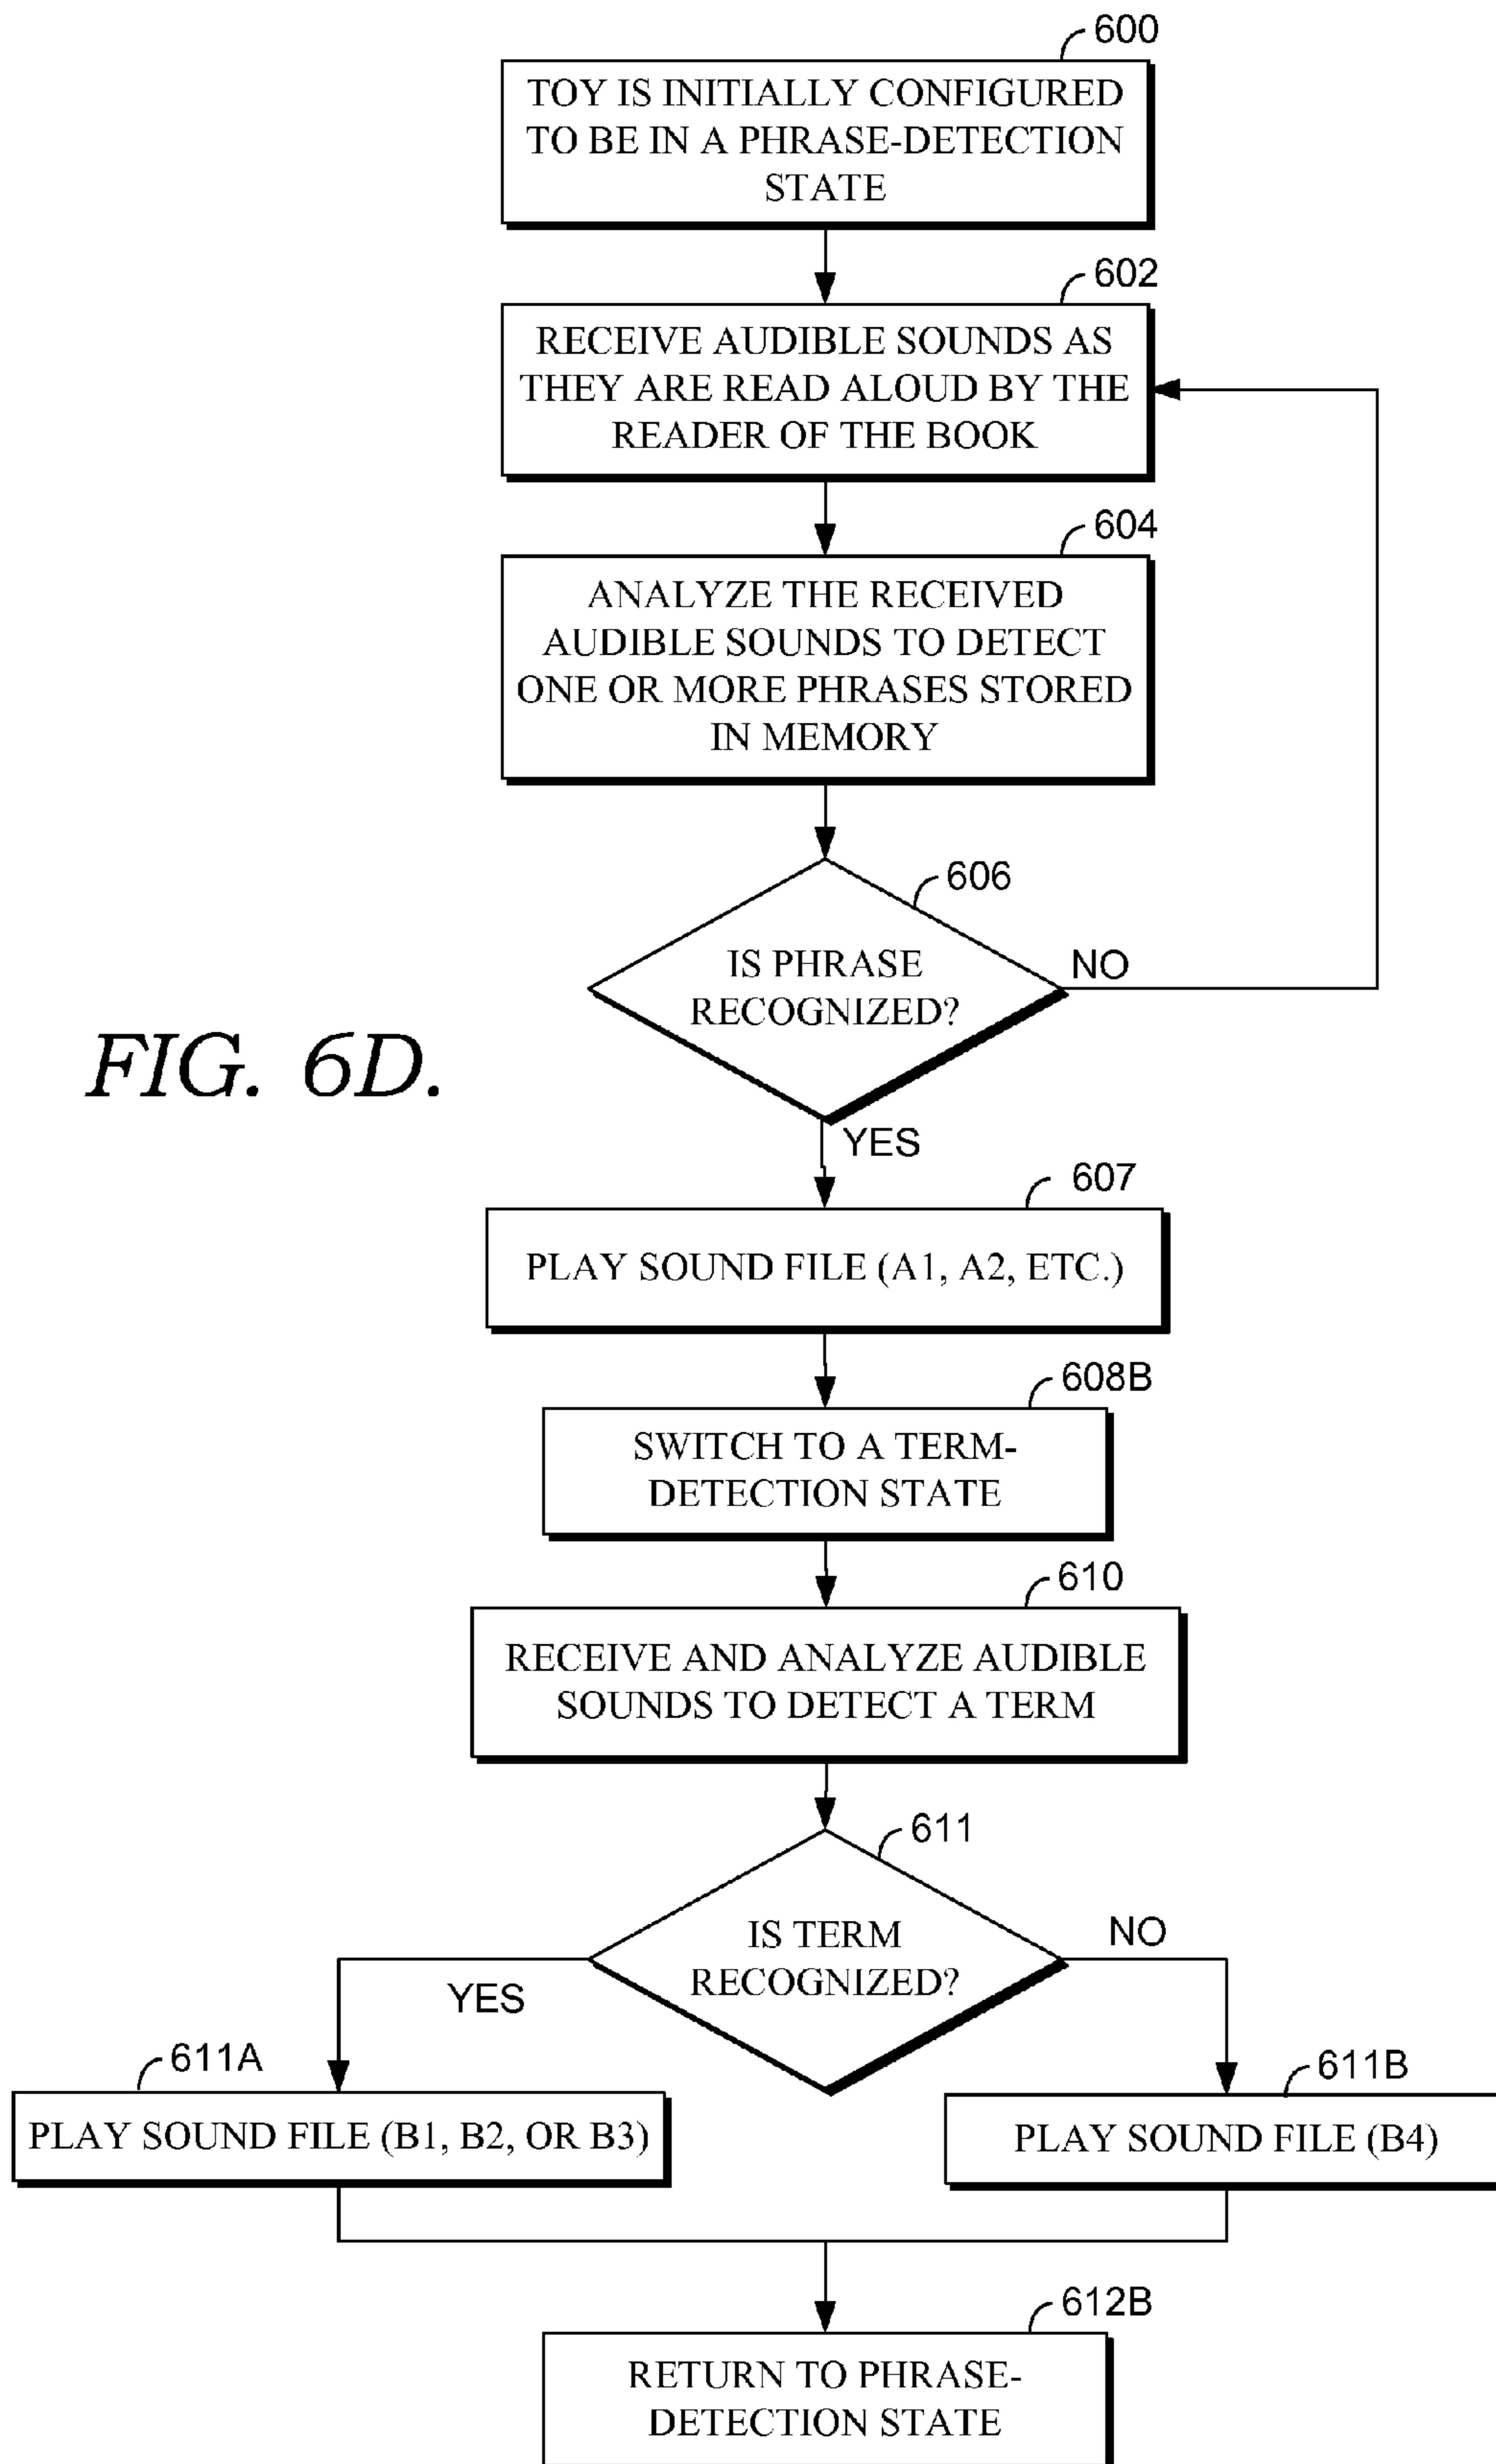 600
TOY IS INITIALLY CONFIGURED
TO BE IN A PHRASE-DETECTION
STATE
602
RECEIVE AUDIBLE SOUNDS AS
THEY ARE READ ALOUD BY THE
READER OF THE BOOK
604
ANALYZE THE RECEIVED
AUDIBLE SOUNDS TO DETECT
ONE OR MORE PHRASES STORED
IN MEMORY
606
IS PHRASE
RECOGNIZED?
NO
FIG. 6D.
YES
607
PLAY SOUND FILE (A1, A2, ETC.)
608B
SWITCH TO A TERM-
DETECTION STATE
610
RECEIVE AND ANALYZE AUDIBLE
SOUNDS TO DETECT A TERM
611
IS TERM
RECOGNIZED?
YES
NO
611A
PLAY SOUND FILE (B1, B2, OR B3)
611B
PLAY SOUND FILE (B4)
612B
RETURN TO PHRASE-
DETECTION STATE